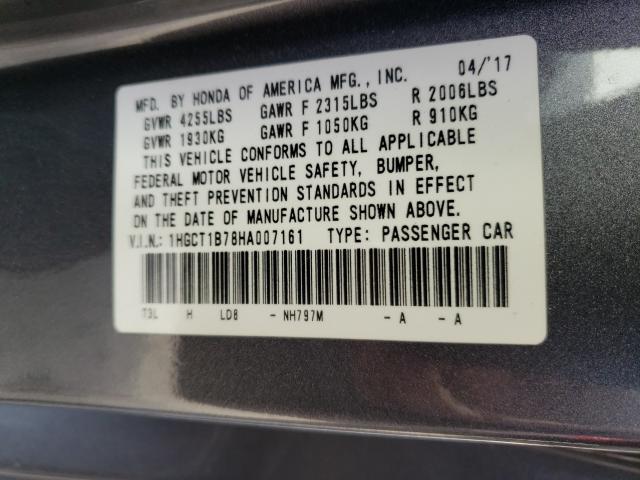 MFD. BY HONDA OF AMERICA MFG., INC. 04/'17
GVWR 4255LBS GAWR F 2315LBS R 2006LBS
GVWR 1930KG GAWR F 1050KG R 910KG
THIS VEHICLE CONFORMS TO ALL APPLICABLE
FEDERAL MOTOR VEHICLE SAFETY, BUMPER,
AND THEFT PREVENTION STANDARDS IN EFFECT
ON THE DATE OF MANUFACTURE SHOWN ABOVE.
V.I.N.: 1HGCT1B78HA007161 TYPE: PASSENGER CAR
T3L H LD8 - NH797M - A - A